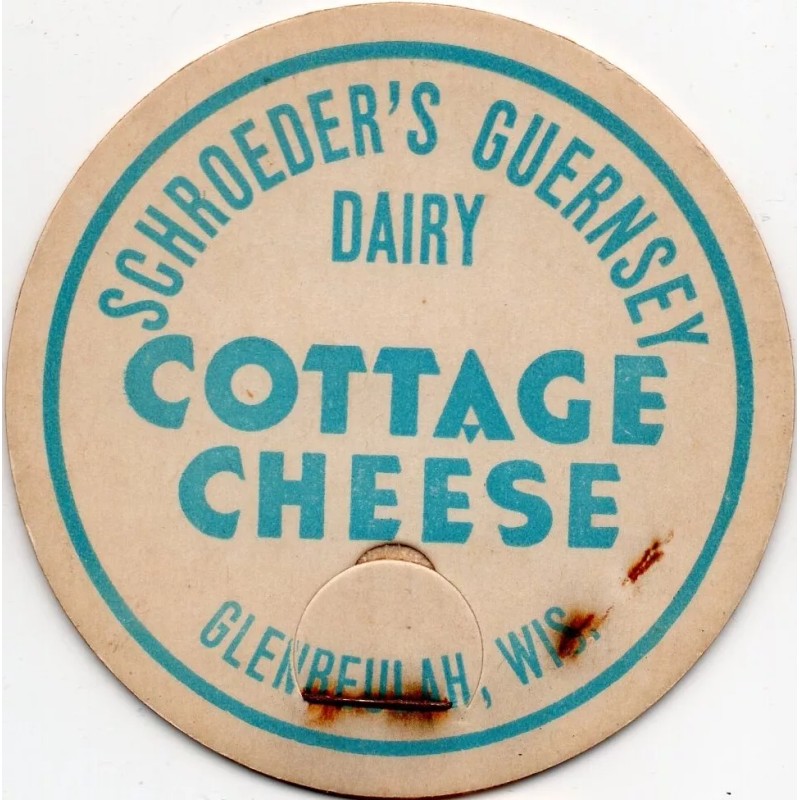 SCHROEDER'S GUERNSEY
DAIRY
COTTAGE
CHEESE
GLENBEULAH, WIS.